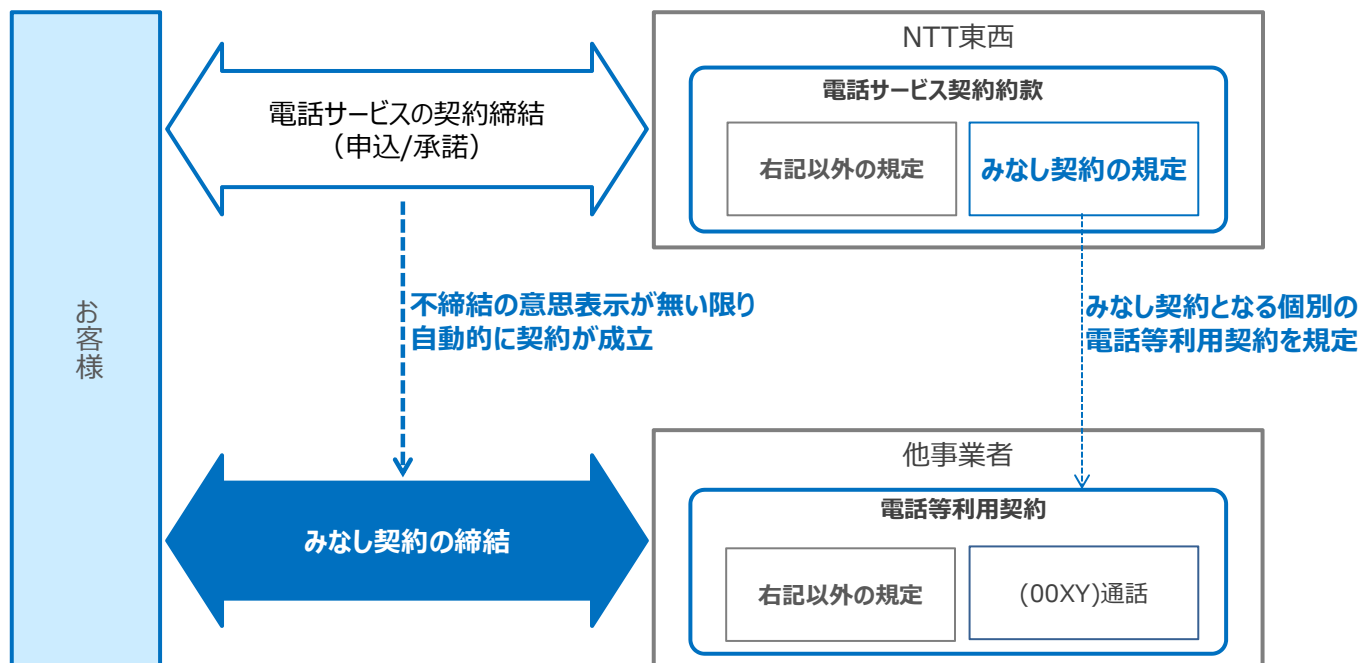 NTT東西
電話サービス契約約款
電話サービスの契約締結
（申込/承諾）
右記以外の規定
みなし契約の規定
お客様
不締結の意思表示が無い限り
自動的に契約が成立
みなし契約となる個別の
電話等利用契約を規定
他事業者
電話等利用契約
みなし契約の締結
右記以外の規定
(00XY)通話